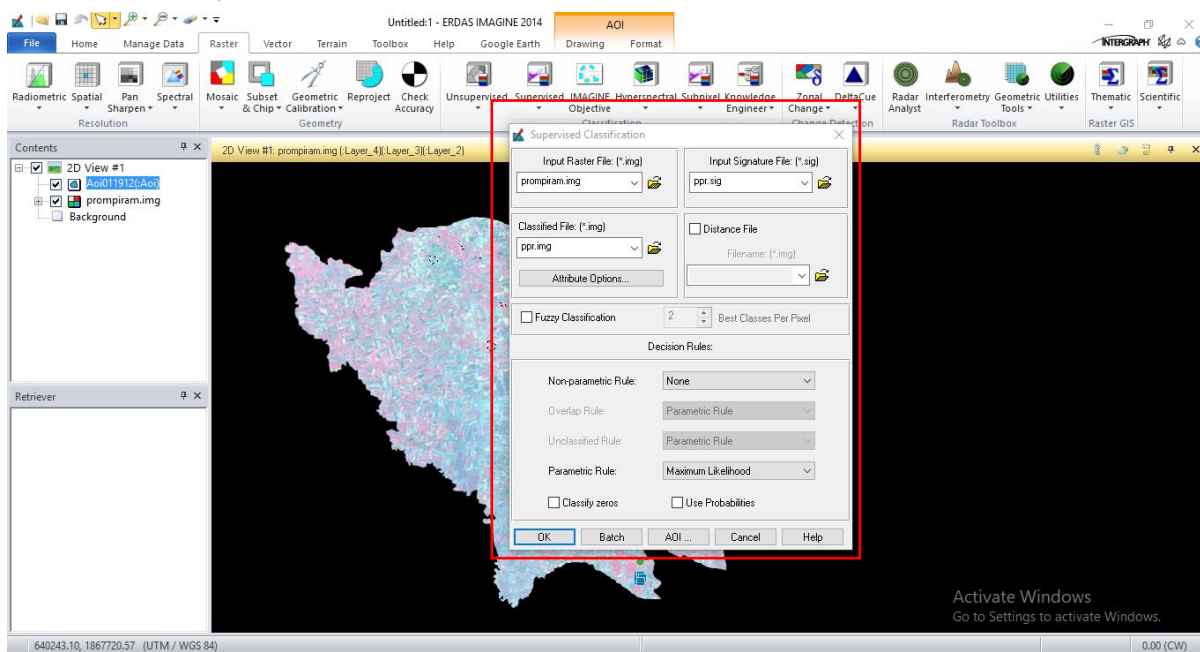 Untitled:1 - ERDAS IMAGINE 2014
AOI
File Home Manage Data Raster Vector Terrain Toolbox Help Google Earth Drawing Format
INTERGRAPH
Radiometric Spatial Pan Sharpen Spectral Mosaic Subset & Chip Geometric Calibration Reproject Check Accuracy Unsupervised Supervised IMAGINE Objective Hyperspectral Subpixel Knowledge Engineer Zonal Change DeltaCue Radar Analyst Interferometry Geometric Tools Utilities Thematic Scientific
Resolution Geometry Classification Change Detection Radar Toolbox Raster GIS
Contents
2D View #1: prompiram.img (:Layer_4)(:Layer_3)(:Layer_2)
2D View #1
Aoi011912(:Aoi)
prompiram.img
Background
Retriever
Supervised Classification
Input Raster File: (*.img) Input Signature File: (*.sig)
prompiram.img ppr.sig
Classified File: (*.img) Distance File
ppr.img Filename: (*.img)
Attribute Options...
Fuzzy Classification 2 Best Classes Per Pixel
Decision Rules:
Non-parametric Rule: None
Overlap Rule: Parametric Rule
Unclassified Rule: Parametric Rule
Parametric Rule: Maximum Likelihood
Classify zeros Use Probabilities
OK Batch AOI ... Cancel Help
Activate Windows
Go to Settings to activate Windows.
640243.10, 1867720.57 (UTM / WGS 84) 0.00 (CW)